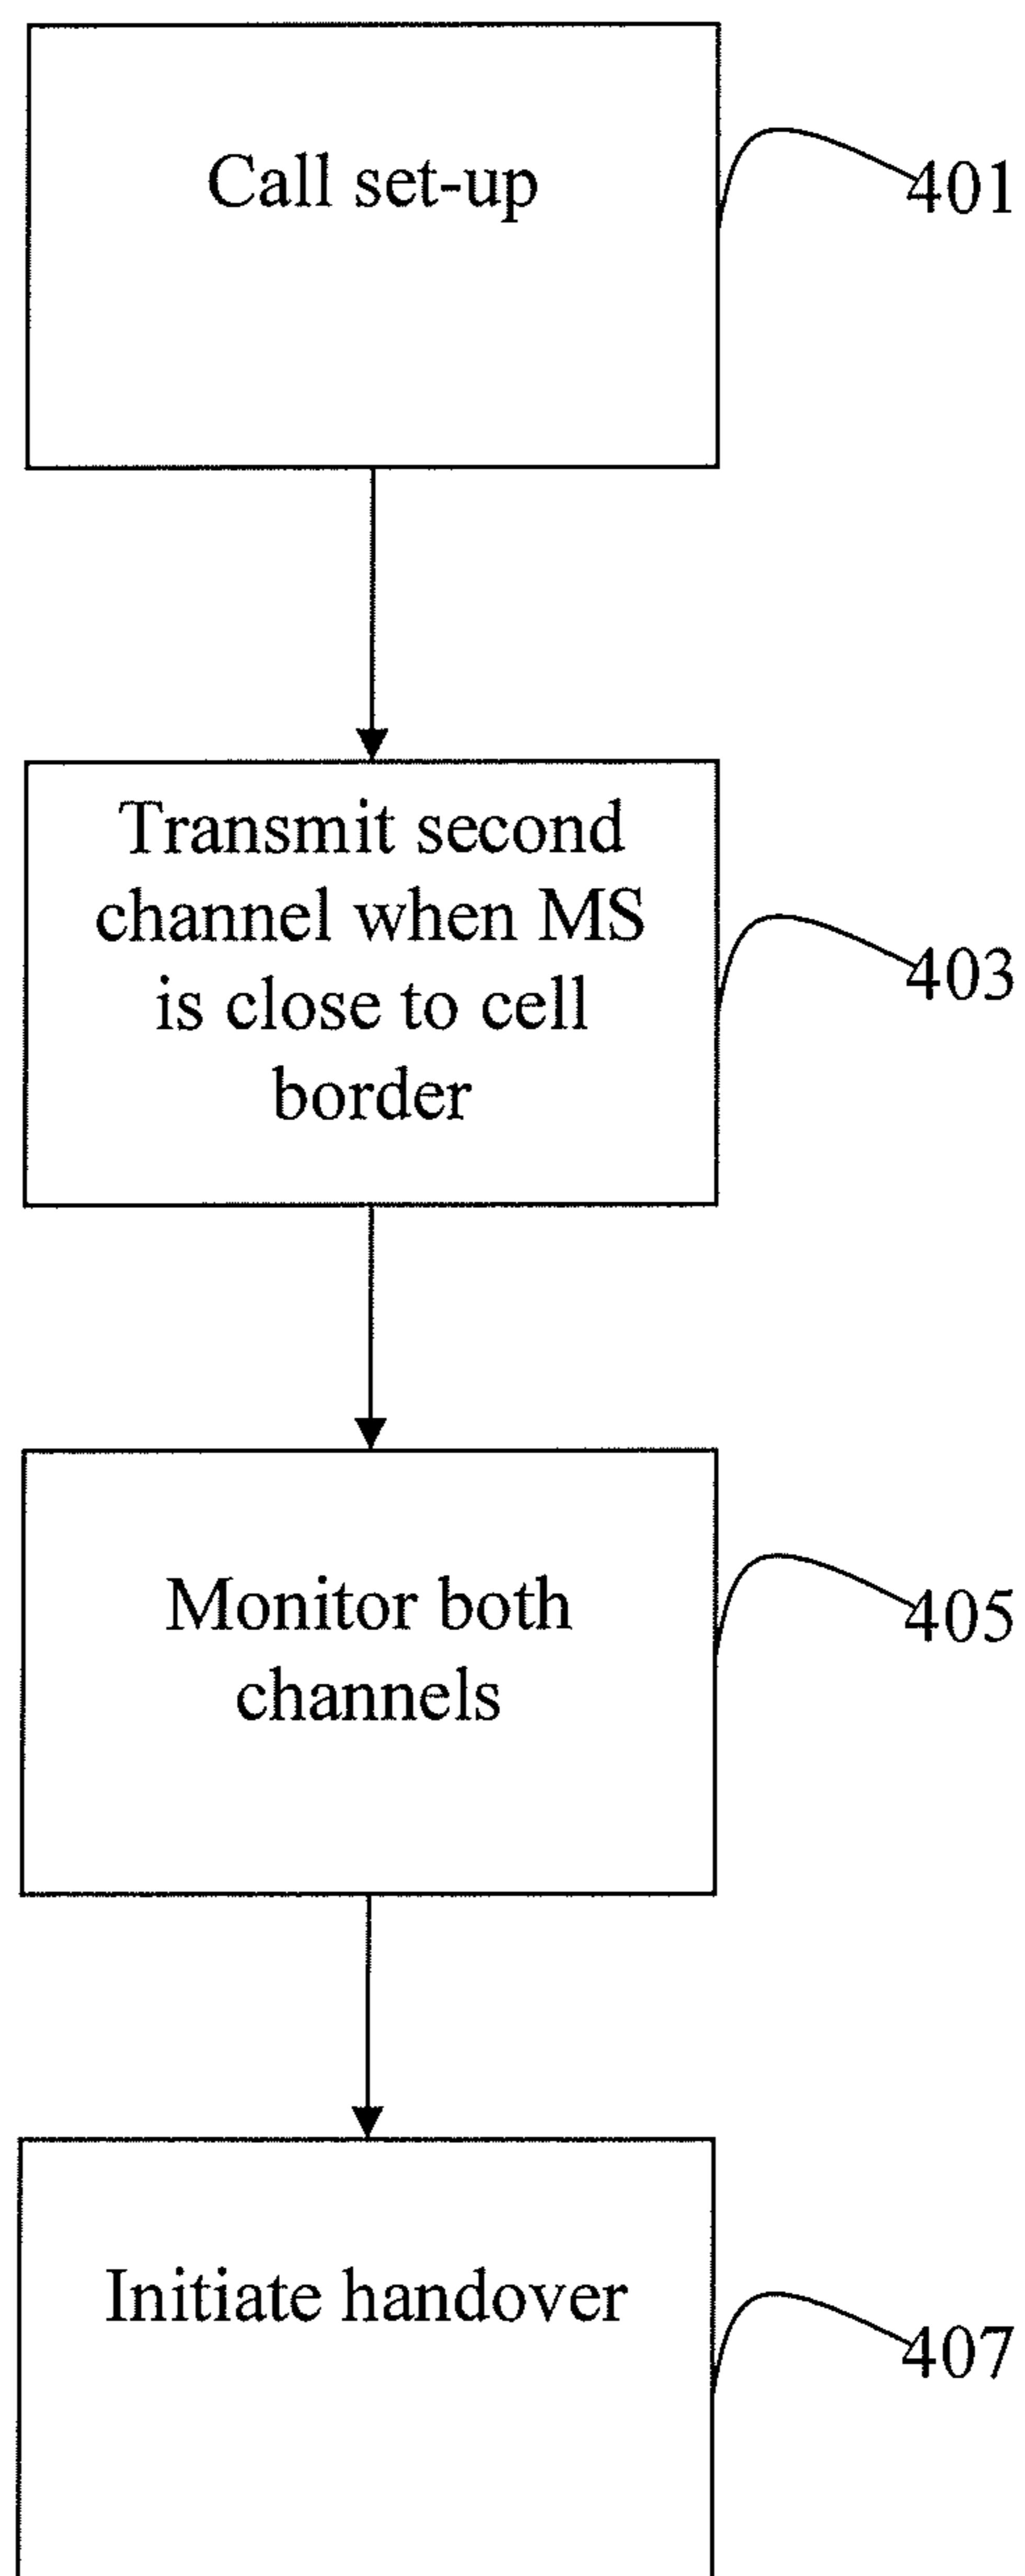 Call set-up
401
Transmit second
channel when MS
is close to cell
border
403
Monitor both
channels
405
Initiate handover
407